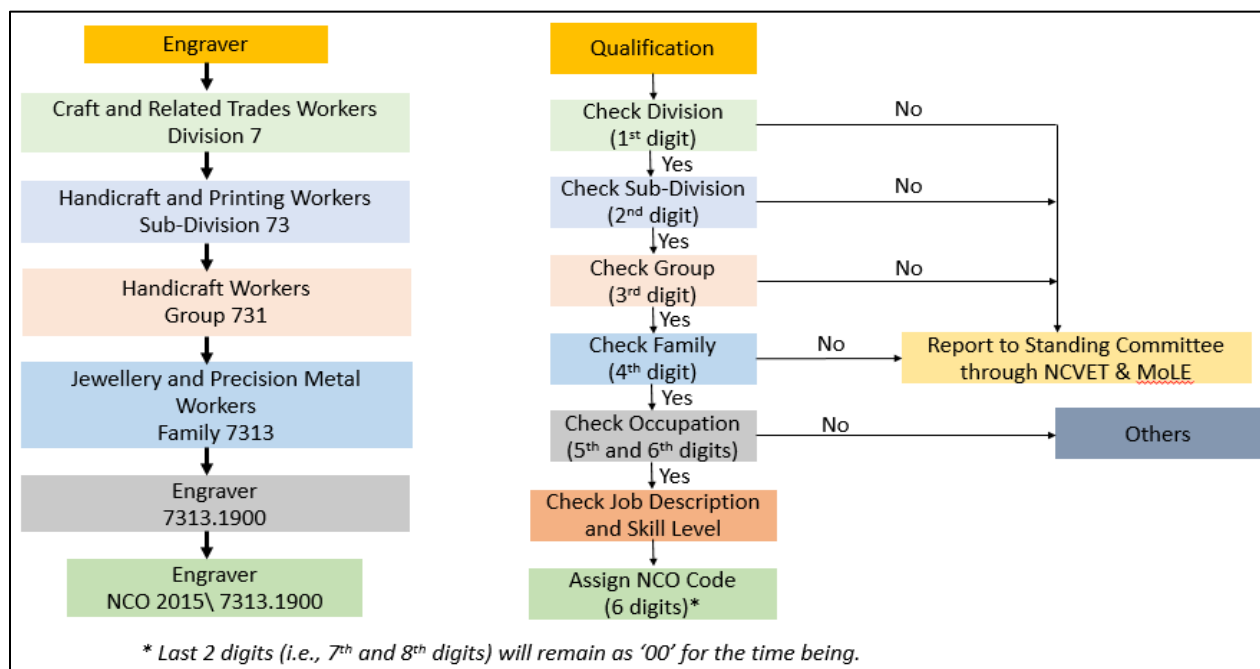 Engraver
Craft and Related Trades Workers
Division 7
Handicraft and Printing Workers
Sub-Division 73
Handicraft Workers
Group 731
Jewellery and Precision Metal
Workers
Family 7313
Engraver
7313.1900
Engraver
NCO 2015\ 7313.1900
Qualification
Check Division
(1st digit)
No
Yes
Check Sub-Division
(2nd digit)
No
Yes
Check Group
(3rd digit)
No
Yes
Check Family
(4th digit)
No
Report to Standing Committee
through NCVET & MoLE
Yes
Check Occupation
(5th and 6th digits)
No
Others
Yes
Check Job Description
and Skill Level
Assign NCO Code
(6 digits)*
* Last 2 digits (i.e., 7th and 8th digits) will remain as ‘00’ for the time being.